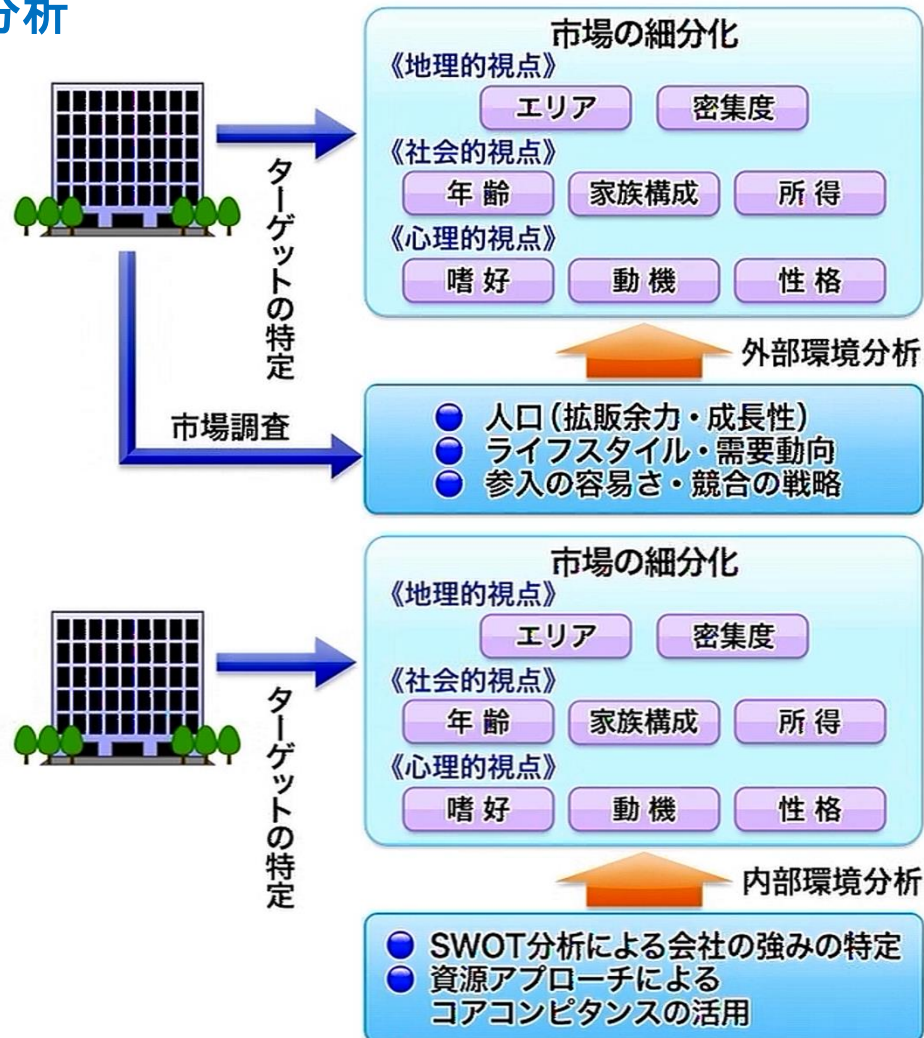 分析
市場の細分化
《地理的視点》
エリア 密集度
《社会的視点》
年齢 家族構成 所得
《心理的視点》
嗜好 動機 性格
ターゲットの特定
外部環境分析
市場調査
人口(拡販余力・成長性)
ライフスタイル・需要動向
参入の容易さ・競合の戦略
市場の細分化
《地理的視点》
エリア 密集度
《社会的視点》
年齢 家族構成 所得
《心理的視点》
嗜好 動機 性格
ターゲットの特定
内部環境分析
SWOT分析による会社の強みの特定
資源アプローチによる
コアコンピタンスの活用